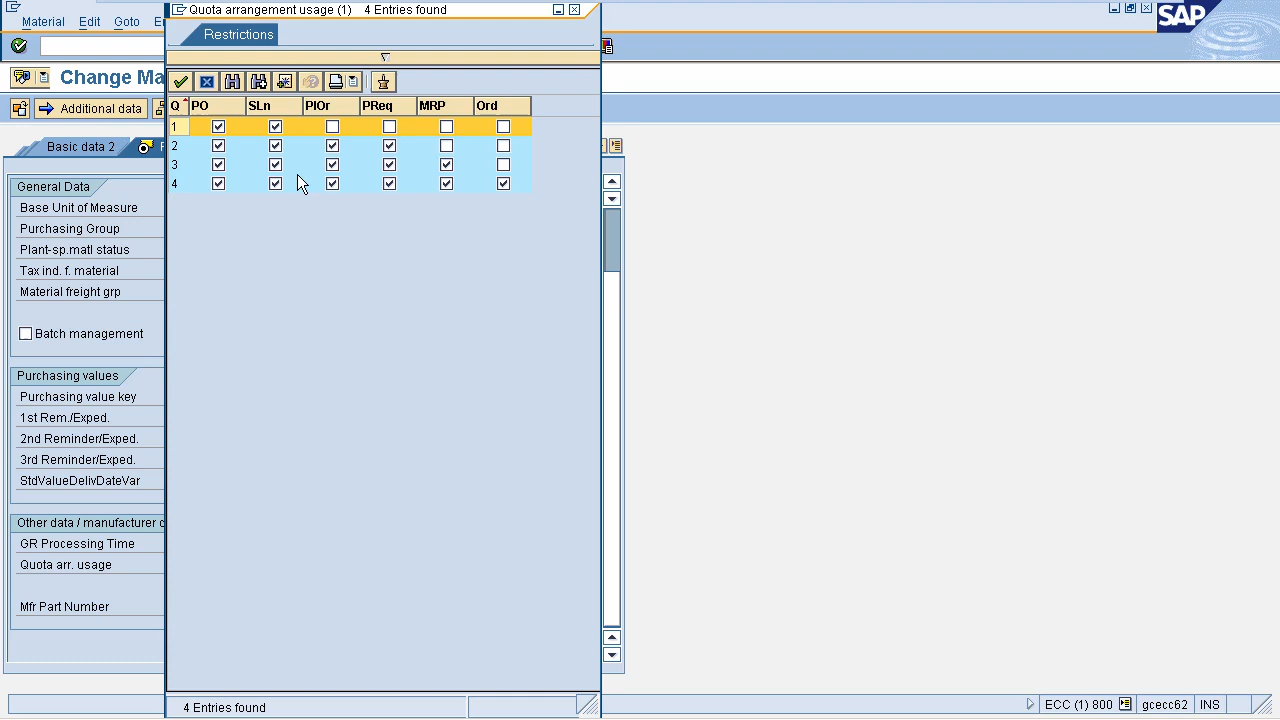 Quota arrangement usage (1) 4 Entries found
Material Edit Goto
Restrictions
SAP
Change Ma
Additional data
Q PO SLn PlOr PReq MRP Ord
1
2
3
4
Basic data 2
General Data
Base Unit of Measure
Purchasing Group
Plant-sp.matl status
Tax ind. f. material
Material freight grp
Batch management
Purchasing values
Purchasing value key
1st Rem./Exped.
2nd Reminder/Exped.
3rd Reminder/Exped.
StdValueDelivDateVar
Other data / manufacturer
GR Processing Time
Quota arr. usage
Mfr Part Number
4 Entries found
ECC (1) 800 gcecc62 INS